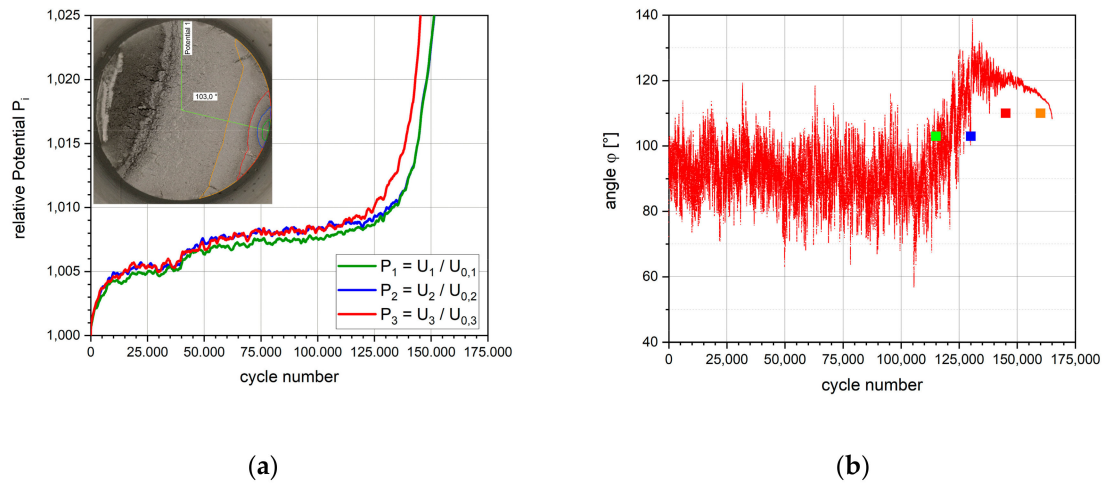 1,025
1,020
1,015
1,010
1,005
1,000
relative Potential Pi
Potential 1
103,0 °
P1 = U1 / U0,1
P2 = U2 / U0,2
P3 = U3 / U0,3
0 25.000 50.000 75.000 100.000 125.000 150.000 175.000
cycle number
(a)
140
120
100
80
60
40
angle φ [°]
0 25,000 50,000 75,000 100,000 125,000 150,000 175,000
cycle number
(b)